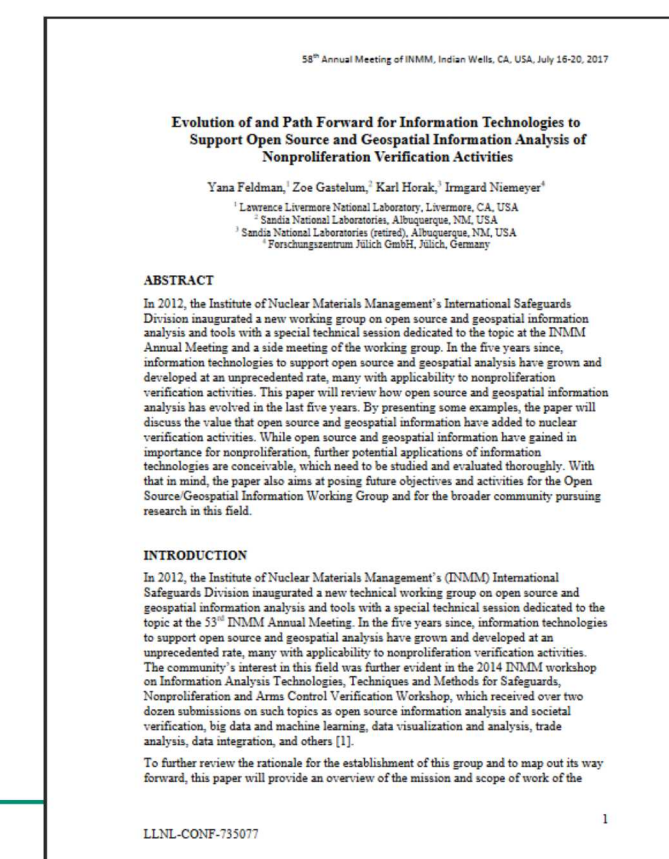 58th Annual Meeting of INMM, Indian Wells, CA, USA, July 16-20, 2017
Evolution of and Path Forward for Information Technologies to
Support Open Source and Geospatial Information Analysis of
Nonproliferation Verification Activities
Yana Feldman,1 Zoe Gastelum,2 Karl Horak,3 Irmgard Niemeyer4
1 Lawrence Livermore National Laboratory, Livermore, CA, USA
2 Sandia National Laboratories, Albuquerque, NM, USA
3 Sandia National Laboratories (retired), Albuquerque, NM, USA
4 Forschungszentrum Jülich GmbH, Jülich, Germany
ABSTRACT
In 2012, the Institute of Nuclear Materials Management's International Safeguards
Division inaugurated a new working group on open source and geospatial information
analysis and tools with a special technical session dedicated to the topic at the INMM
Annual Meeting and a side meeting of the working group. In the five years since,
information technologies to support open source and geospatial analysis have grown and
developed at an unprecedented rate, many with applicability to nonproliferation
verification activities. This paper will review how open source and geospatial information
analysis has evolved in the last five years. By presenting some examples, the paper will
discuss the value that open source and geospatial information have added to nuclear
verification activities. While open source and geospatial information have gained in
importance for nonproliferation, further potential applications of information
technologies are conceivable, which need to be studied and evaluated thoroughly. With
that in mind, the paper also aims at posing future objectives and activities for the Open
Source/Geospatial Information Working Group and for the broader community pursuing
research in this field.
INTRODUCTION
In 2012, the Institute of Nuclear Materials Management's (INMM) International
Safeguards Division inaugurated a new technical working group on open source and
geospatial information analysis and tools with a special technical session dedicated to the
topic at the 53rd INMM Annual Meeting. In the five years since, information technologies
to support open source and geospatial analysis have grown and developed at an
unprecedented rate, many with applicability to nonproliferation verification activities.
The community's interest in this field was further evident in the 2014 INMM workshop
on Information Analysis Technologies, Techniques and Methods for Safeguards,
Nonproliferation and Arms Control Verification Workshop, which received over two
dozen submissions on such topics as open source information analysis and societal
verification, big data and machine learning, data visualization and analysis, trade
analysis, data integration, and others [1].
To further review the rationale for the establishment of this group and to map out its way
forward, this paper will provide an overview of the mission and scope of work of the
1
LLNL-CONF-735077